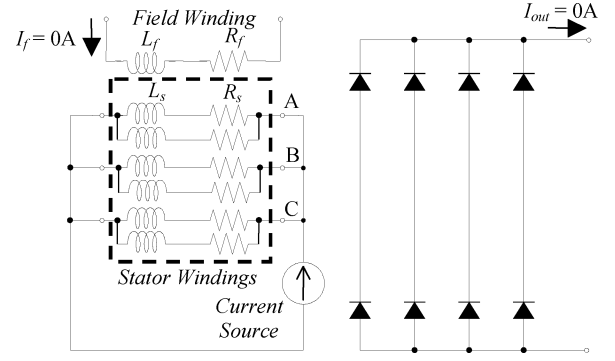 Field Winding
I_f = 0A
L_f
R_f
I_out = 0A
L_s
R_s
A
B
C
Stator Windings
Current
Source